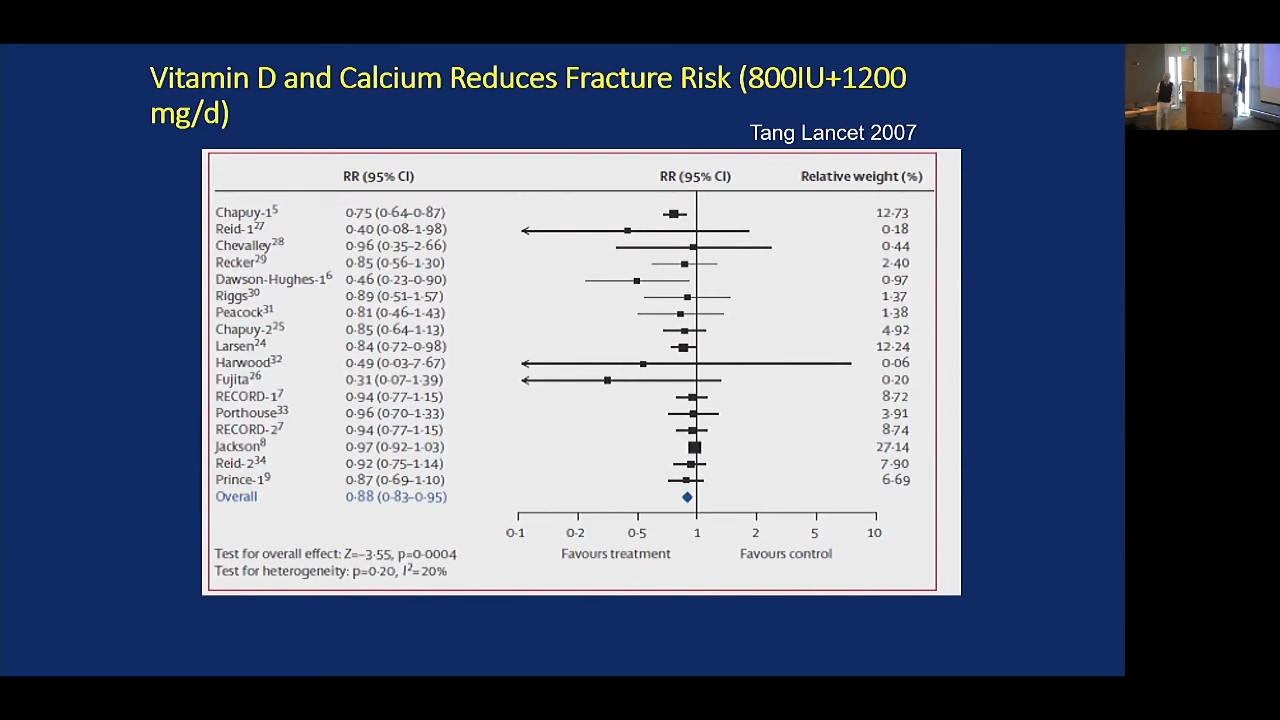 Vitamin D and Calcium Reduces Fracture Risk (800IU+1200
mg/d)
Tang Lancet 2007
RR (95% CI) RR (95% CI) Relative weight (%)
Chapuy-1⁵ 0·75 (0·64–0·87) 12·73
Reid-1²⁷ 0·40 (0·08–1·98) 0·18
Chevalley²⁸ 0·96 (0·35–2·66) 0·44
Recker²⁹ 0·85 (0·56–1·30) 2·40
Dawson-Hughes-1⁶ 0·46 (0·23–0·90) 0·97
Riggs³⁰ 0·89 (0·51–1·57) 1·37
Peacock³¹ 0·81 (0·46–1·43) 1·38
Chapuy-2²⁵ 0·85 (0·64–1·13) 4·92
Larsen²⁴ 0·84 (0·72–0·98) 12·24
Harwood³² 0·49 (0·03–7·67) 0·06
Fujita²⁶ 0·31 (0·07–1·39) 0·20
RECORD-1⁷ 0·94 (0·77–1·15) 8·72
Porthouse³³ 0·96 (0·70–1·33) 3·91
RECORD-2⁷ 0·94 (0·77–1·15) 8·74
Jackson⁸ 0·97 (0·92–1·03) 27·14
Reid-2³⁴ 0·92 (0·75–1·14) 7·90
Prince-1⁹ 0·87 (0·69–1·10) 6·69
Overall 0·88 (0·83–0·95)
0·1 0·2 0·5 1 2 5 10
Test for overall effect: Z=–3·55, p=0·0004 Favours treatment Favours control
Test for heterogeneity: p=0·20, I²=20%